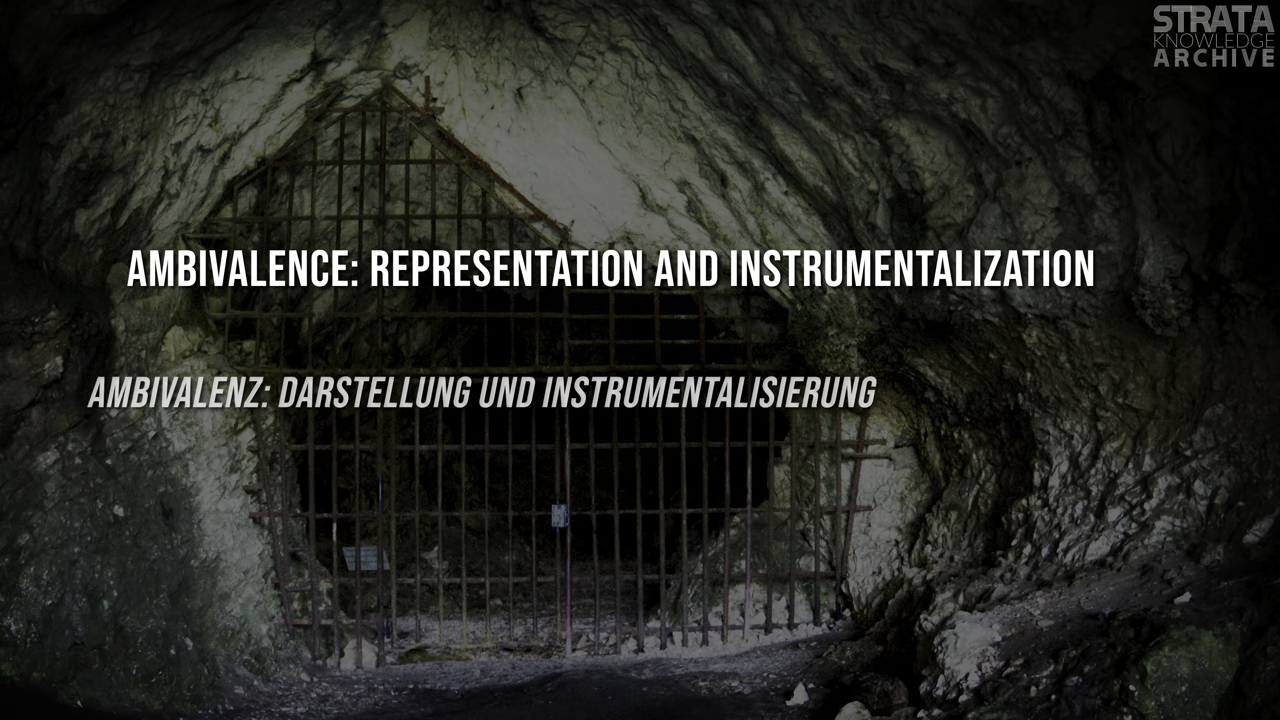 STRATA
KNOWLEDGE
ARCHIVE
AMBIVALENCE: REPRESENTATION AND INSTRUMENTALIZATION
AMBIVALENZ: DARSTELLUNG UND INSTRUMENTALISIERUNG